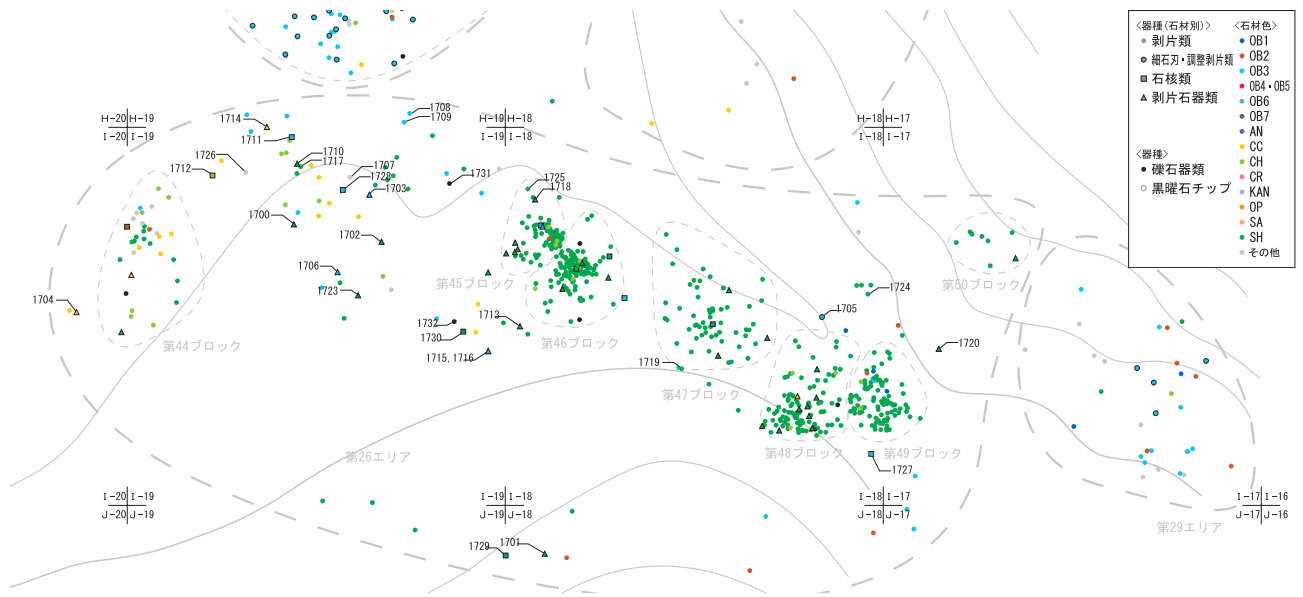 〈器種(石材別)〉
剥片類
細石刃・調整剥片類
石核類
剥片石器類
〈器種〉
礫石器類
黒曜石チップ
〈石材色〉
OB1
OB2
OB3
OB4・OB5
OB6
OB7
AN
CC
CH
CR
KAN
OP
SA
SH
その他
H-20 H-19
I-20 I-19
H-19 H-18
I-19 I-18
H-18 H-17
I-18 I-17
1708
1709
1714
1711
1710
1717
1726
1712
1707
1728
1703
1731
1725
1718
1700
1702
1706
1723
1704
1732
1730
1713
1715, 1716
1705
1724
1719
1720
1727
第44ブロック
第45ブロック
第46ブロック
第47ブロック
第48ブロック
第49ブロック
第50ブロック
第26エリア
第29エリア
I-20 I-19
J-20 J-19
I-19 I-18
J-19 J-18
I-18 I-17
J-18 J-17
I-17 I-16
J-17 J-16
1729
1701